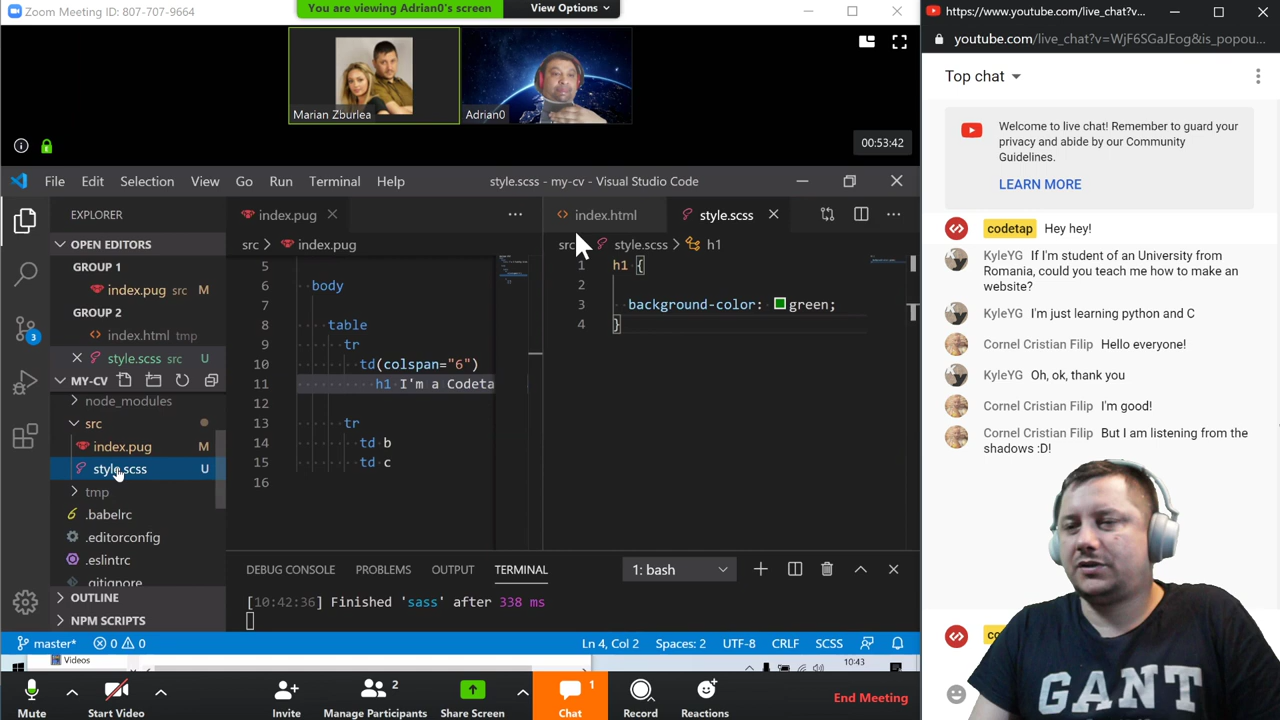 Zoom Meeting ID: 807-707-9664
You are viewing Adrian0's screen
View Options
Marian Zburlea
Adrian0
00:53:42
File Edit Selection View Go Run Terminal Help
style.scss - my-cv - Visual Studio Code
EXPLORER
OPEN EDITORS
GROUP 1
index.pug src M
GROUP 2
index.html tmp
style.scss src U
MY-CV
node_modules
src
index.pug M
style.scss U
tmp
.babelrc
.editorconfig
.eslintrc
.gitignore
OUTLINE
NPM SCRIPTS
index.pug
src > index.pug
5
6 body
7
8 table
9 tr
10 td(colspan="6")
11 h1 I'm a Codeta
12
13 tr
14 td b
15 td c
16
index.html
style.scss
src > style.scss > h1
1 h1 {
2
3 background-color: green;
4 }
DEBUG CONSOLE PROBLEMS OUTPUT TERMINAL
1: bash
[10:42:36] Finished 'sass' after 338 ms
master* 0 0
3
Ln 4, Col 2 Spaces: 2 UTF-8 CRLF SCSS
Videos
10:43
Mute
Start Video
Invite
2
Manage Participants
Share Screen
1
Chat
Record
Reactions
End Meeting
https://www.youtube.com/live_chat?v...
youtube.com/live_chat?v=WjF6SGaJEog&is_popou...
Top chat
Welcome to live chat! Remember to guard your
privacy and abide by our Community
Guidelines.
LEARN MORE
codetap Hey hey!
KyleYG If I'm student of an University from
Romania, could you teach me how to make an
website?
KyleYG I'm just learning python and C
Cornel Cristian Filip Hello everyone!
KyleYG Oh, ok, thank you
Cornel Cristian Filip I'm good!
Cornel Cristian Filip But I am listening from the
shadows :D!
GANT